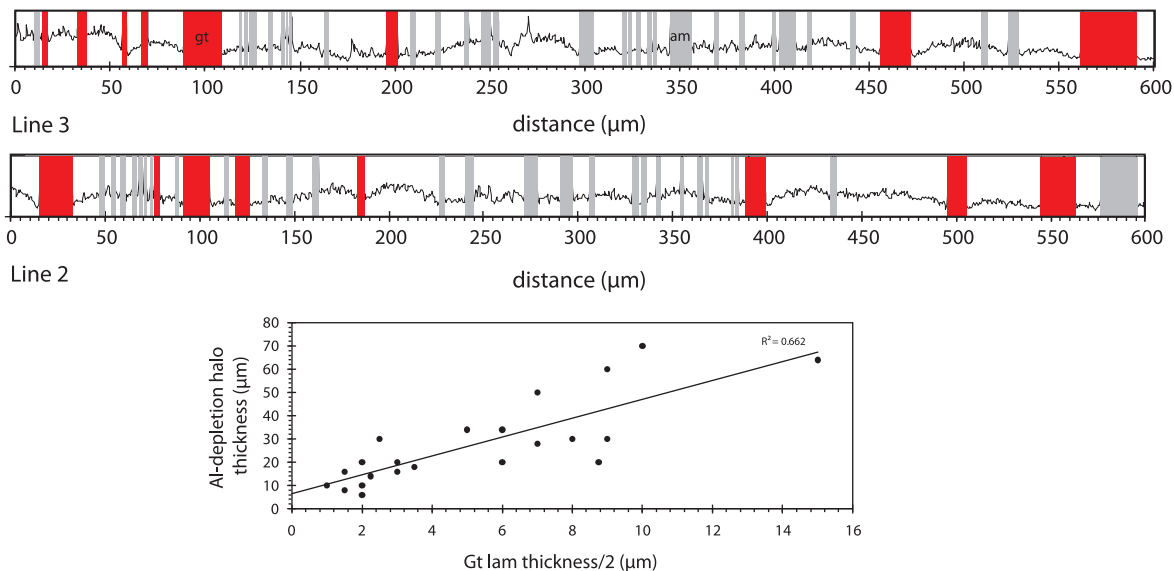 gt am
0 50 100 150 200 250 300 350 400 450 500 550 600
Line 3 distance (µm)
0 50 100 150 200 250 300 350 400 450 500 550 600
Line 2 distance (µm)
80
70
60
50
40
30
20
10
0
Al-depletion halo
thickness (µm)
R² = 0.662
0 2 4 6 8 10 12 14 16
Gt lam thickness/2 (µm)